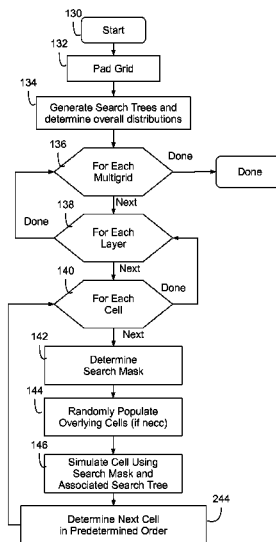 130
Start
132
Pad Grid
134
Generate Search Trees and
determine overall distributions
136
For Each
Multigrid
Done
Done
Next
138
For Each
Layer
Done
Next
140
For Each
Cell
Done
Next
142
Determine
Search Mask
144
Randomly Populate
Overlying Cells (if necc)
146
Simulate Cell Using
Search Mask and
Associated Search Tree
244
Determine Next Cell
in Predetermined Order